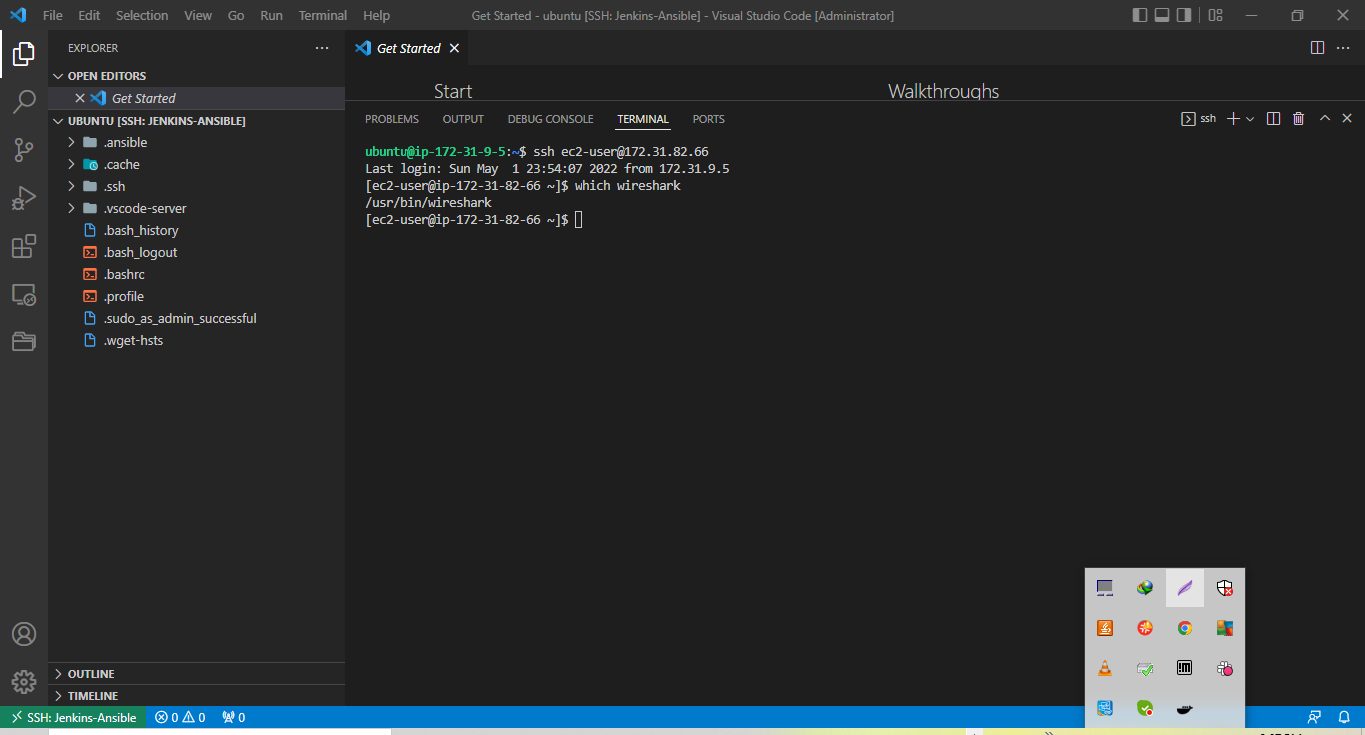 File Edit Selection View Go Run Terminal Help
Get Started - ubuntu [SSH: Jenkins-Ansible] - Visual Studio Code [Administrator]
EXPLORER
OPEN EDITORS
Get Started
UBUNTU [SSH: JENKINS-ANSIBLE]
.ansible
.cache
.ssh
.vscode-server
.bash_history
.bash_logout
.bashrc
.profile
.sudo_as_admin_successful
.wget-hsts
OUTLINE
TIMELINE
Get Started
Start
Walkthroughs
PROBLEMS OUTPUT DEBUG CONSOLE TERMINAL PORTS
ssh
ubuntu@ip-172-31-9-5:~$ ssh ec2-user@172.31.82.66
Last login: Sun May  1 23:54:07 2022 from 172.31.9.5
[ec2-user@ip-172-31-82-66 ~]$ which wireshark
/usr/bin/wireshark
[ec2-user@ip-172-31-82-66 ~]$
SSH: Jenkins-Ansible 0 0 0